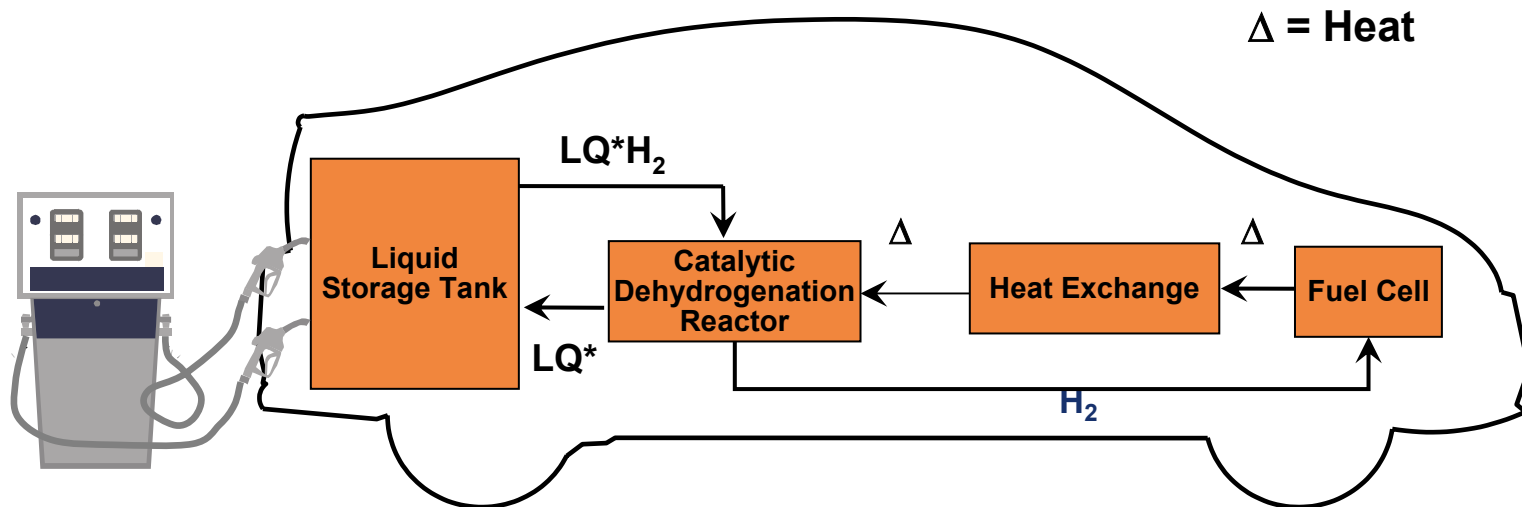 Δ = Heat
LQ*H₂
Liquid
Storage Tank
LQ*
Catalytic
Dehydrogenation
Reactor
Δ
Heat Exchange
Δ
Fuel Cell
H₂